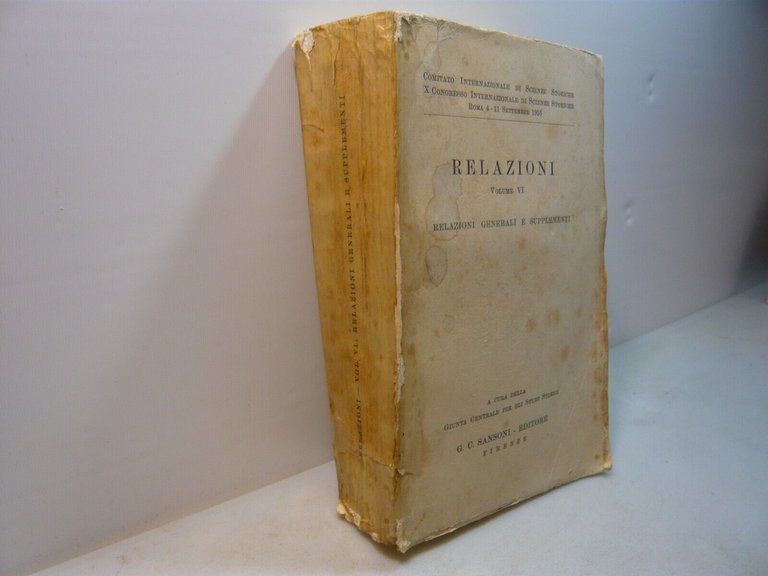 RELAZIONI — VOL. VI: RELAZIONI GENERALI E SUPPLEMENTI
COMITATO INTERNAZIONALE DI SCIENZE STORICHE
X CONGRESSO INTERNAZIONALE DI SCIENZE STORICHE
ROMA 4 - 11 SETTEMBRE 1955
RELAZIONI
VOLUME VI
RELAZIONI GENERALI E SUPPLEMENTI
A CURA DELLA
GIUNTA CENTRALE PER GLI STUDI STORICI
G. C. SANSONI - EDITORE
FIRENZE